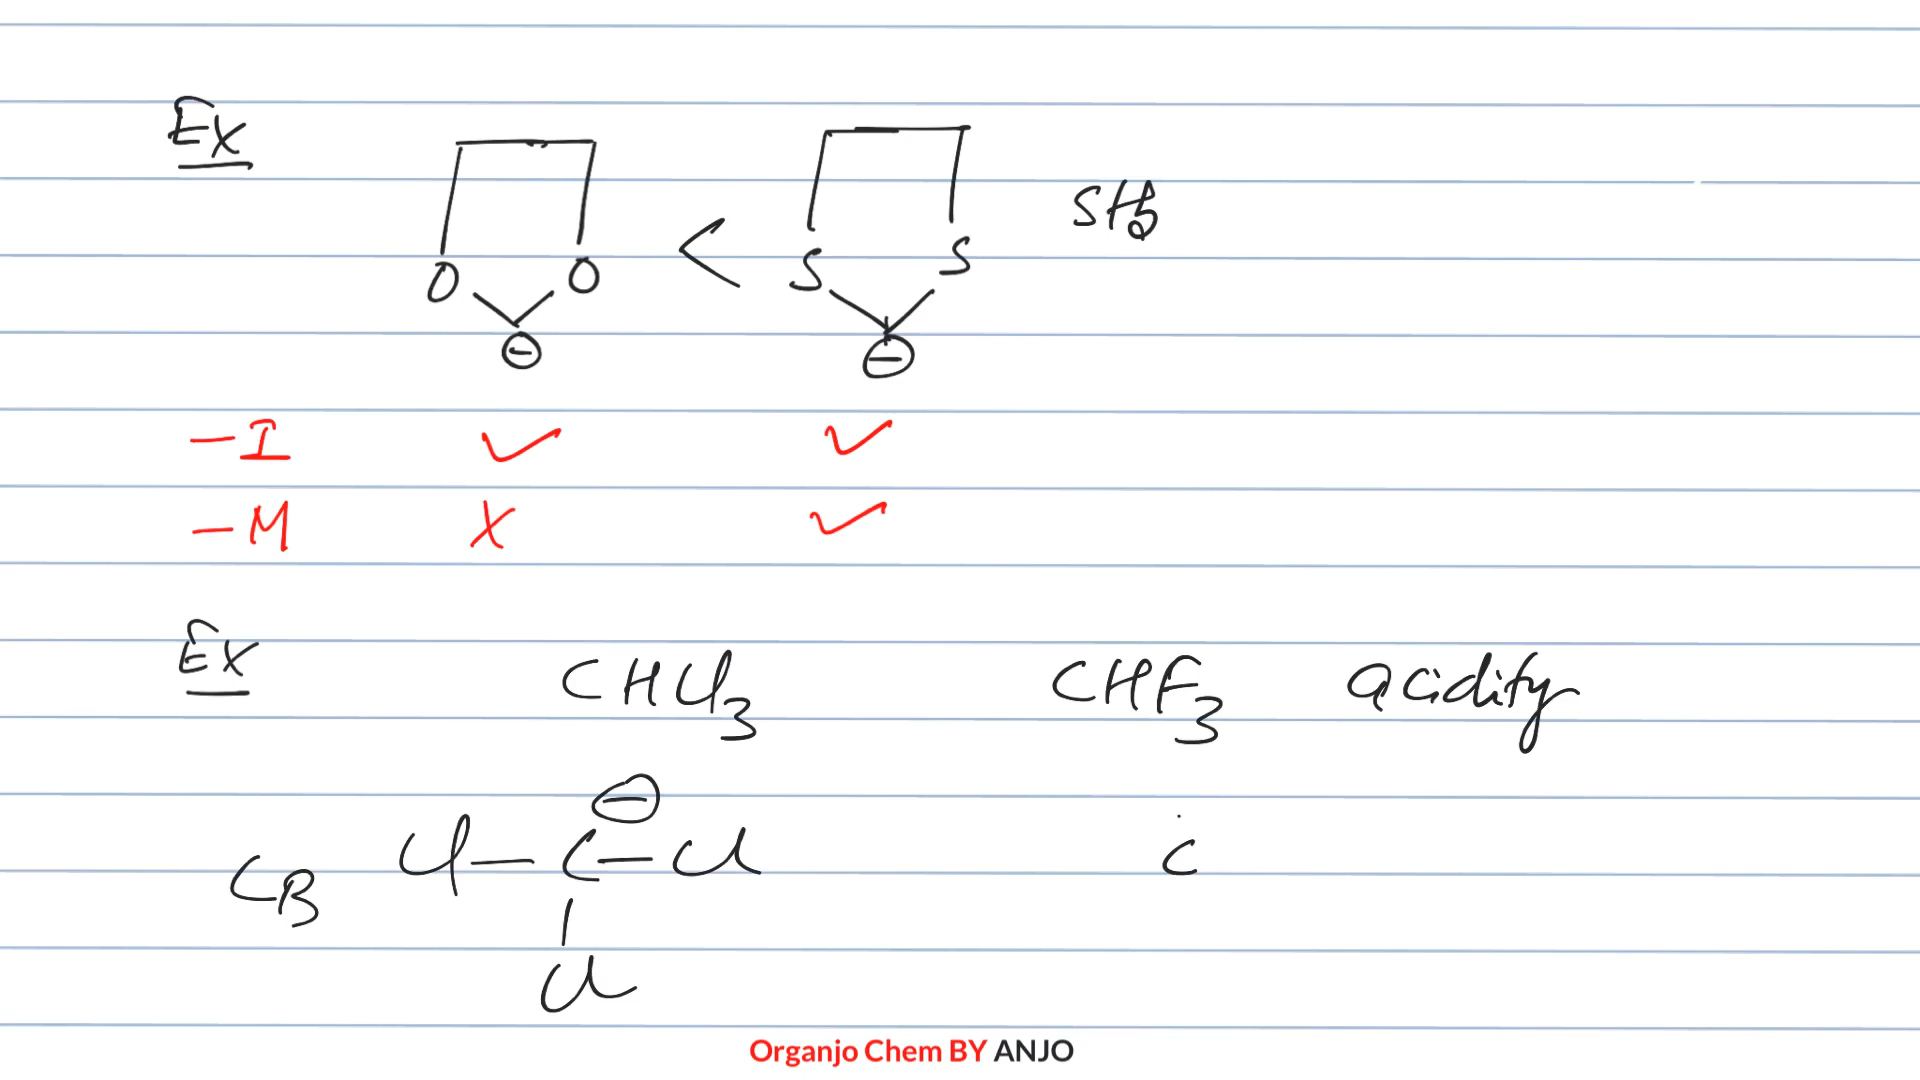 Ex
O O < S S stb
⊖ ⊖
-I ✓ ✓
-M X ✓
Ex CHCl3 CHF3 acidity
⊖
CB Cl-C-Cl C
Cl
Organjo Chem BY ANJO